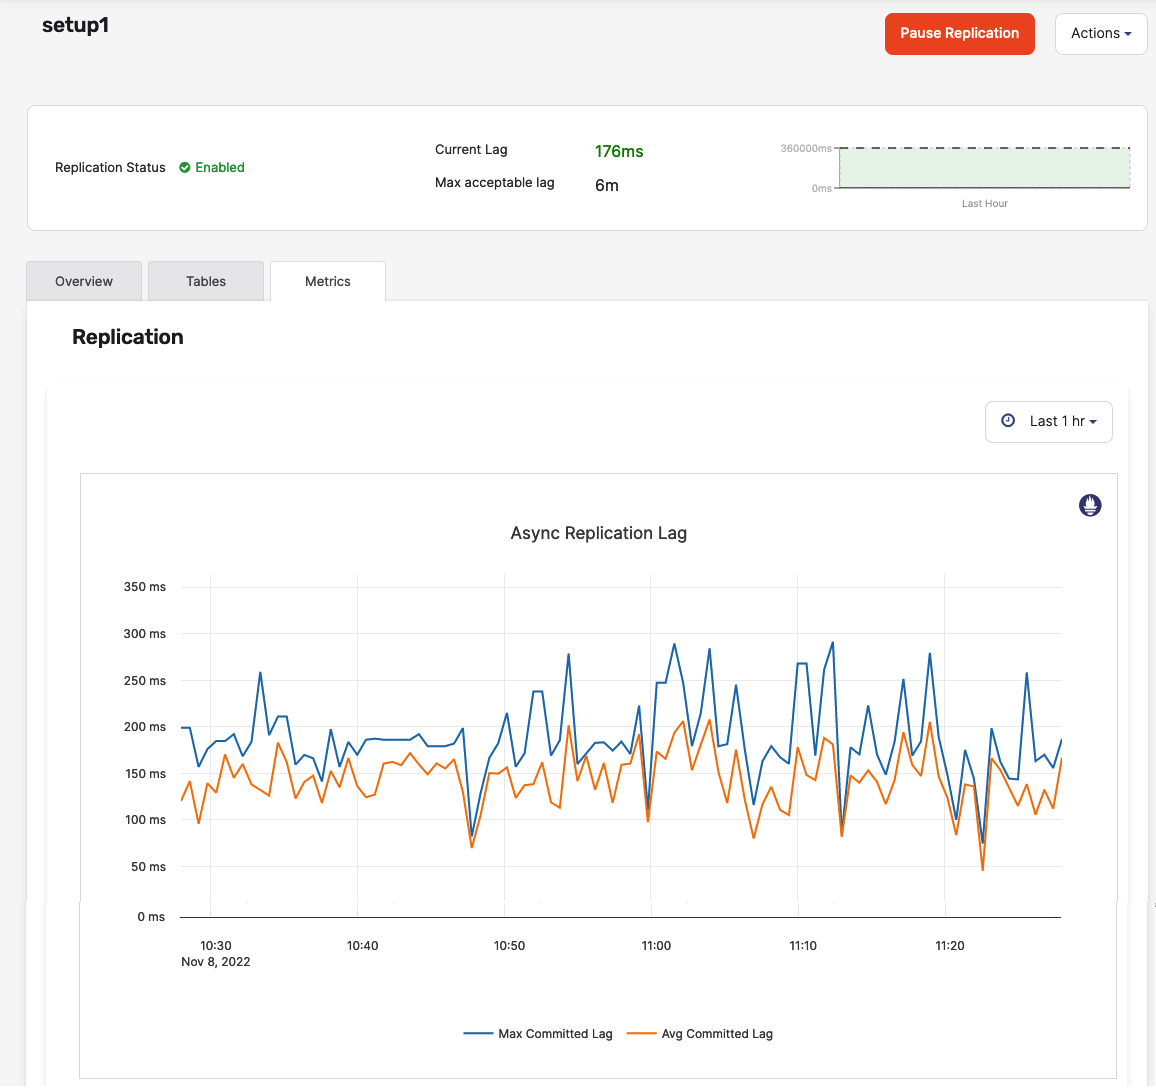 setup1
Pause Replication
Actions
Replication Status Enabled
Current Lag 176ms
Max acceptable lag 6m
360000ms
0ms
Last Hour
Overview Tables Metrics
Replication
Last 1 hr
Async Replication Lag
350 ms
300 ms
250 ms
200 ms
150 ms
100 ms
50 ms
0 ms
10:30 10:40 10:50 11:00 11:10 11:20
Nov 8, 2022
Max Committed Lag Avg Committed Lag